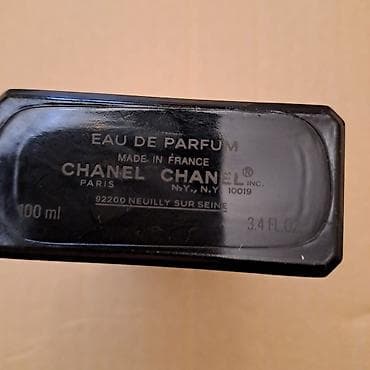 EAU DE PARFUM
MADE IN FRANCE
CHANEL CHANEL® INC.
PARIS N.Y., N.Y. 10019
92200 NEUILLY SUR SEINE
100 ml 3.4 FL.OZ